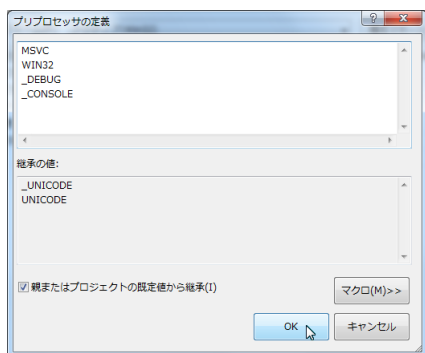 プリプロセッサの定義
MSVC
WIN32
_DEBUG
_CONSOLE
継承の値:
_UNICODE
UNICODE
親またはプロジェクトの既定値から継承(I)
マクロ(M)>>
OK
キャンセル